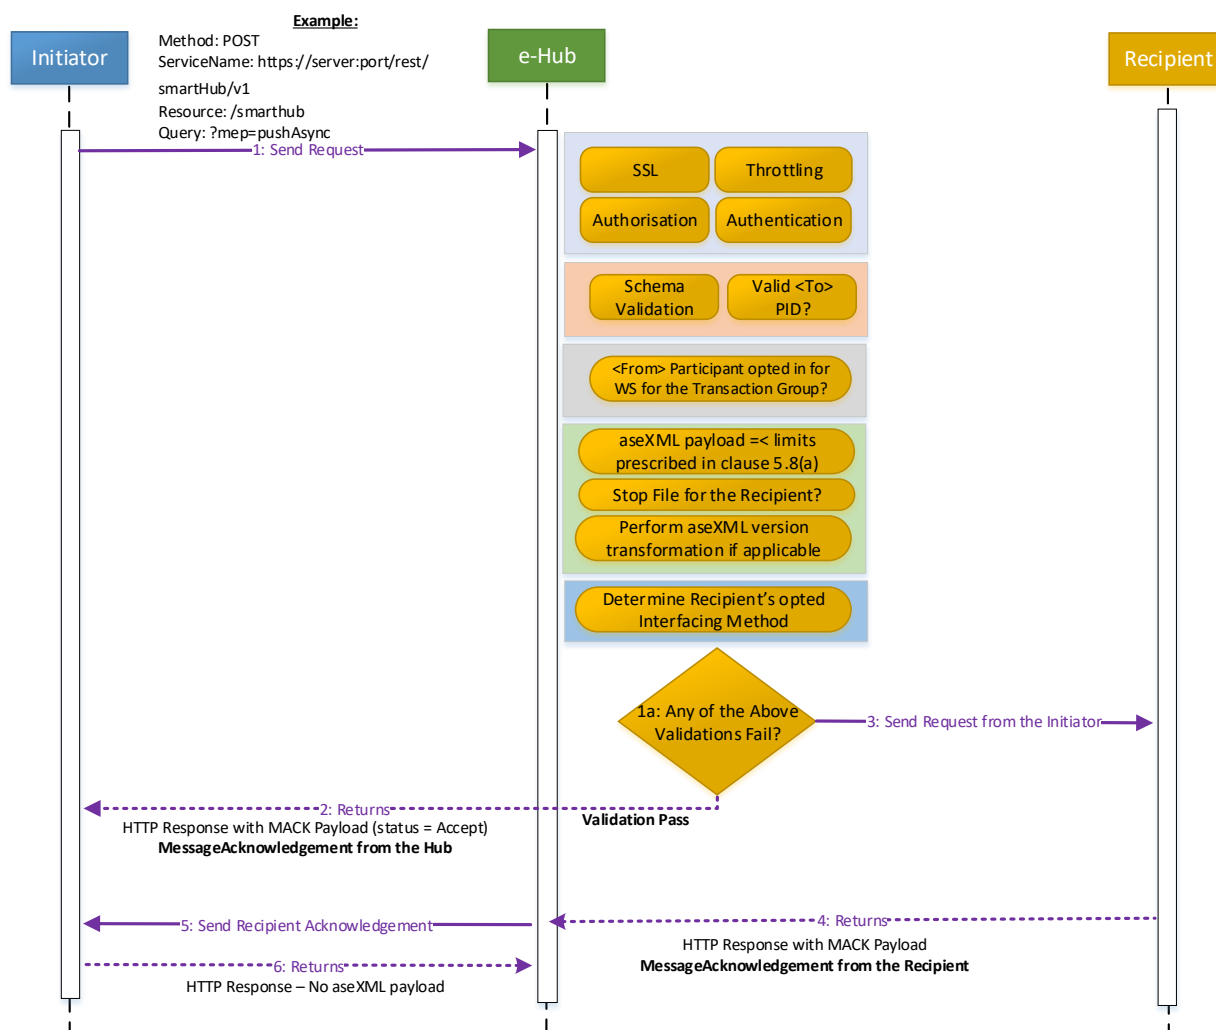 Example:
Method: POST
ServiceName: https://server:port/rest/
smartHub/v1
Resource: /smarthub
Query: ?mep=pushAsync
Initiator
e-Hub
Recipient
1: Send Request
SSL
Throttling
Authorisation
Authentication
Schema
Validation
Valid <To>
PID?
<From> Participant opted in for
WS for the Transaction Group?
aseXML payload =< limits
prescribed in clause 5.8(a)
Stop File for the Recipient?
Perform aseXML version
transformation if applicable
Determine Recipient's opted
Interfacing Method
1a: Any of the Above
Validations Fail?
3: Send Request from the Initiator
2: Returns
Validation Pass
HTTP Response with MACK Payload (status = Accept)
MessageAcknowledgement from the Hub
5: Send Recipient Acknowledgement
4: Returns
HTTP Response with MACK Payload
MessageAcknowledgement from the Recipient
6: Returns
HTTP Response – No aseXML payload